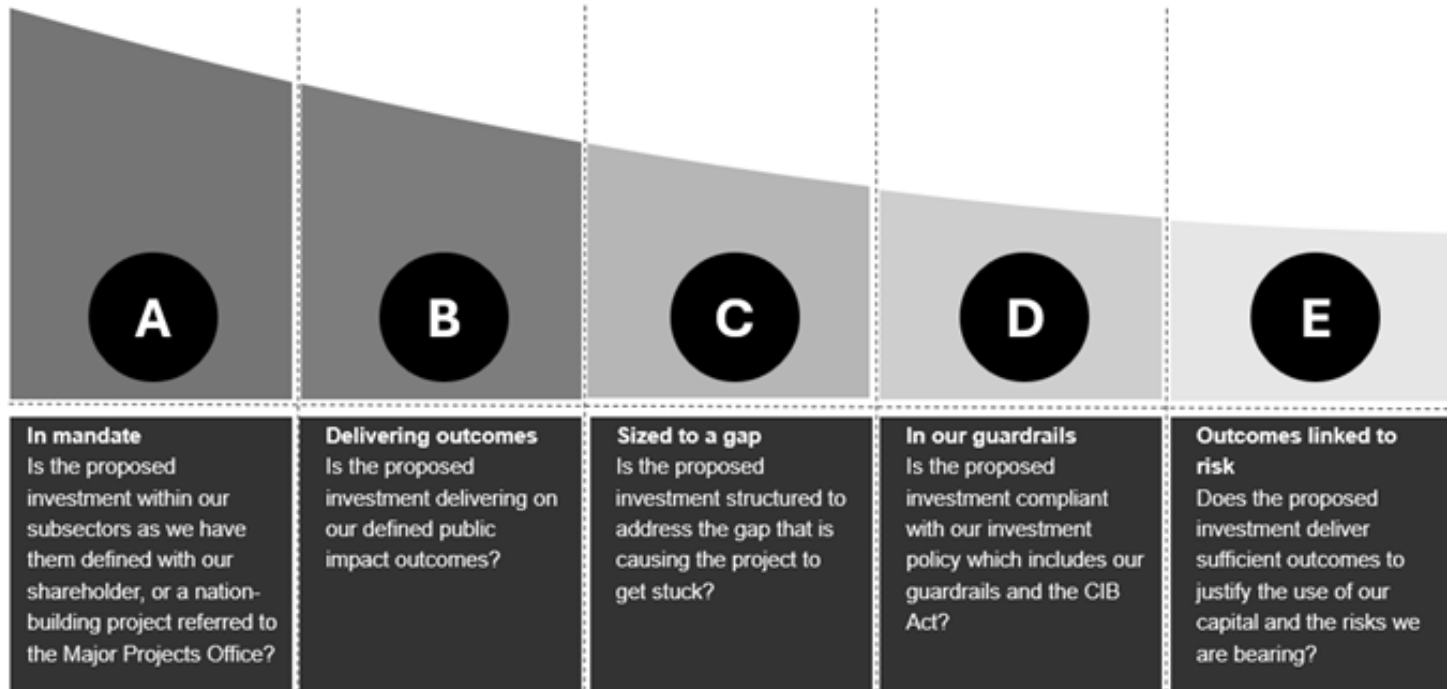 A
B
C
D
E
In mandate
Is the proposed
investment within our
subsectors as we have
them defined with our
shareholder, or a nation-
building project referred to
the Major Projects Office?
Delivering outcomes
Is the proposed
investment delivering on
our defined public
impact outcomes?
Sized to a gap
Is the proposed
investment structured to
address the gap that is
causing the project to
get stuck?
In our guardrails
Is the proposed
investment compliant
with our investment
policy which includes our
guardrails and the CIB
Act?
Outcomes linked to
risk
Does the proposed
investment deliver
sufficient outcomes to
justify the use of our
capital and the risks we
are bearing?